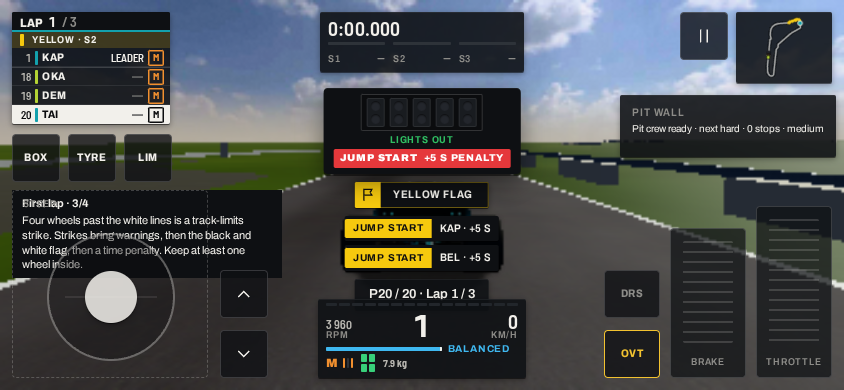 LAP 1 / 3
YELLOW · S2
1 KAP LEADER M
18 OKA — M
19 DEM — M
20 TAI — M
BOX TYRE LIM
First lap · 3/4
Four wheels past the white lines is a track-limits
strike. Strikes bring warnings, then the black and
white flag, then a time penalty. Keep at least one
wheel inside.
0:00.000
S1 — S2 — S3 —
LIGHTS OUT
JUMP START +5 S PENALTY
YELLOW FLAG
JUMP START KAP · +5 S
JUMP START BEL · +5 S
P20 / 20 · Lap 1 / 3
3 960
RPM
1
0
KM/H
BALANCED
M 7.9 kg
PIT WALL
Pit crew ready · next hard · 0 stops · medium
DRS
OVT
BRAKE
THROTTLE